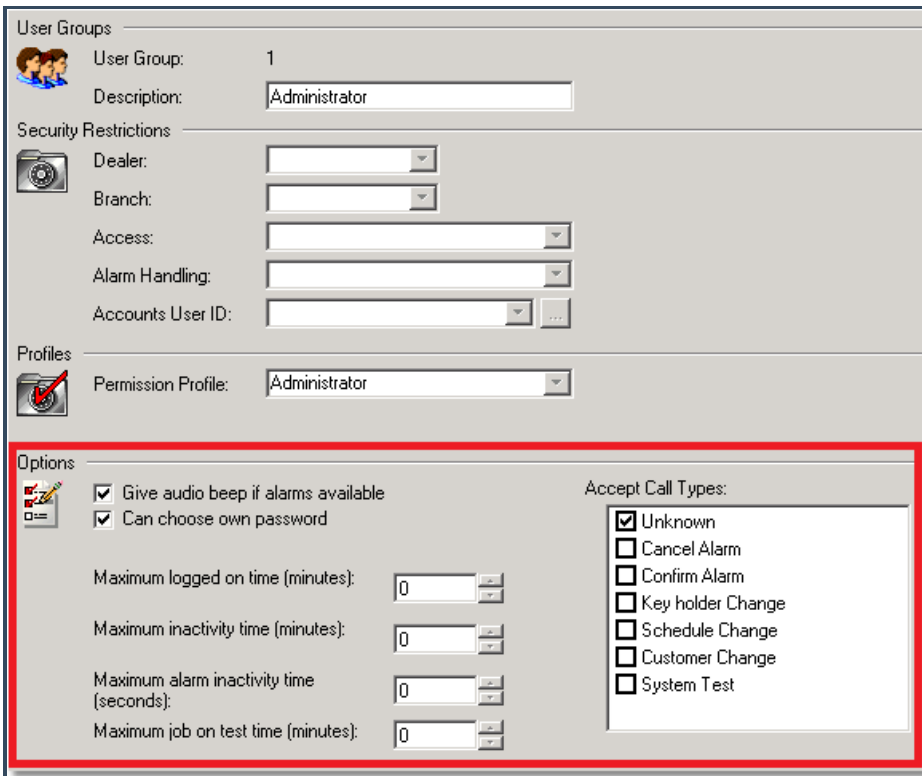 User Groups
User Group: 1
Description: Administrator
Security Restrictions
Dealer:
Branch:
Access:
Alarm Handling:
Accounts User ID: ...
Profiles
Permission Profile: Administrator
Options
Give audio beep if alarms available
Can choose own password
Maximum logged on time (minutes): 0
Maximum inactivity time (minutes): 0
Maximum alarm inactivity time
(seconds): 0
Maximum job on test time (minutes): 0
Accept Call Types:
Unknown
Cancel Alarm
Confirm Alarm
Key holder Change
Schedule Change
Customer Change
System Test